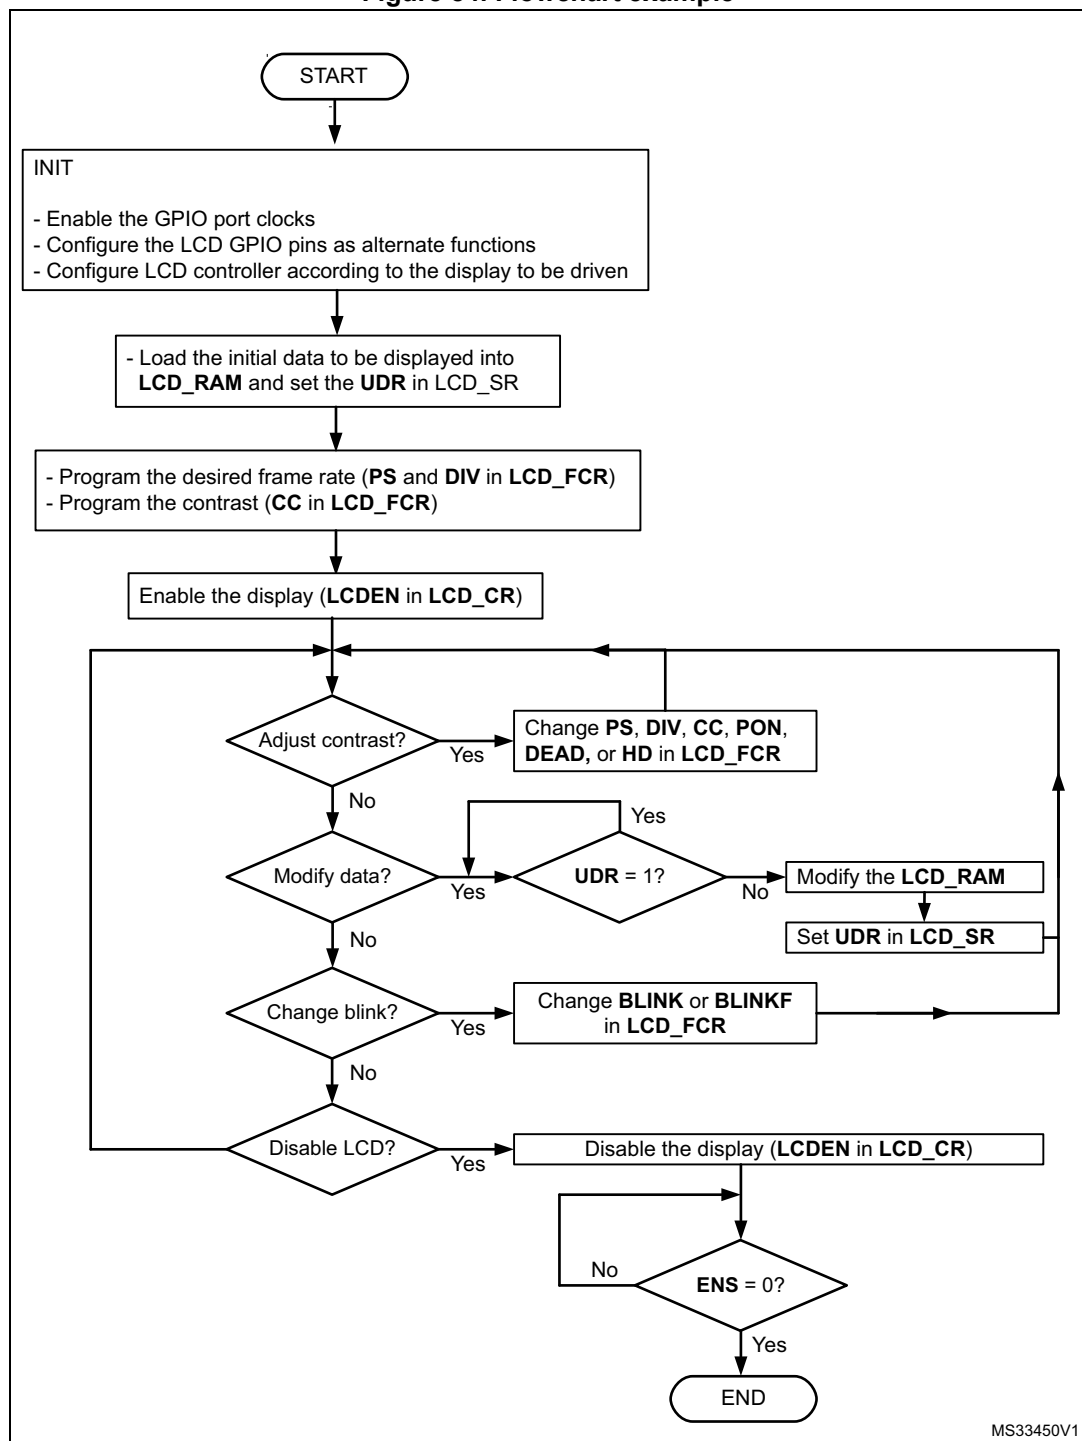 START
INIT
- Enable the GPIO port clocks
- Configure the LCD GPIO pins as alternate functions
- Configure LCD controller according to the display to be driven
- Load the initial data to be displayed into
LCD_RAM and set the UDR in LCD_SR
- Program the desired frame rate (PS and DIV in LCD_FCR)
- Program the contrast (CC in LCD_FCR)
Enable the display (LCDEN in LCD_CR)
Adjust contrast?
Yes
Change PS, DIV, CC, PON,
DEAD, or HD in LCD_FCR
No
Modify data?
Yes
Yes
UDR = 1?
No
Modify the LCD_RAM
Set UDR in LCD_SR
No
Change blink?
Yes
Change BLINK or BLINKF
in LCD_FCR
No
Disable LCD?
Yes
Disable the display (LCDEN in LCD_CR)
No
ENS = 0?
Yes
END
MS33450V1